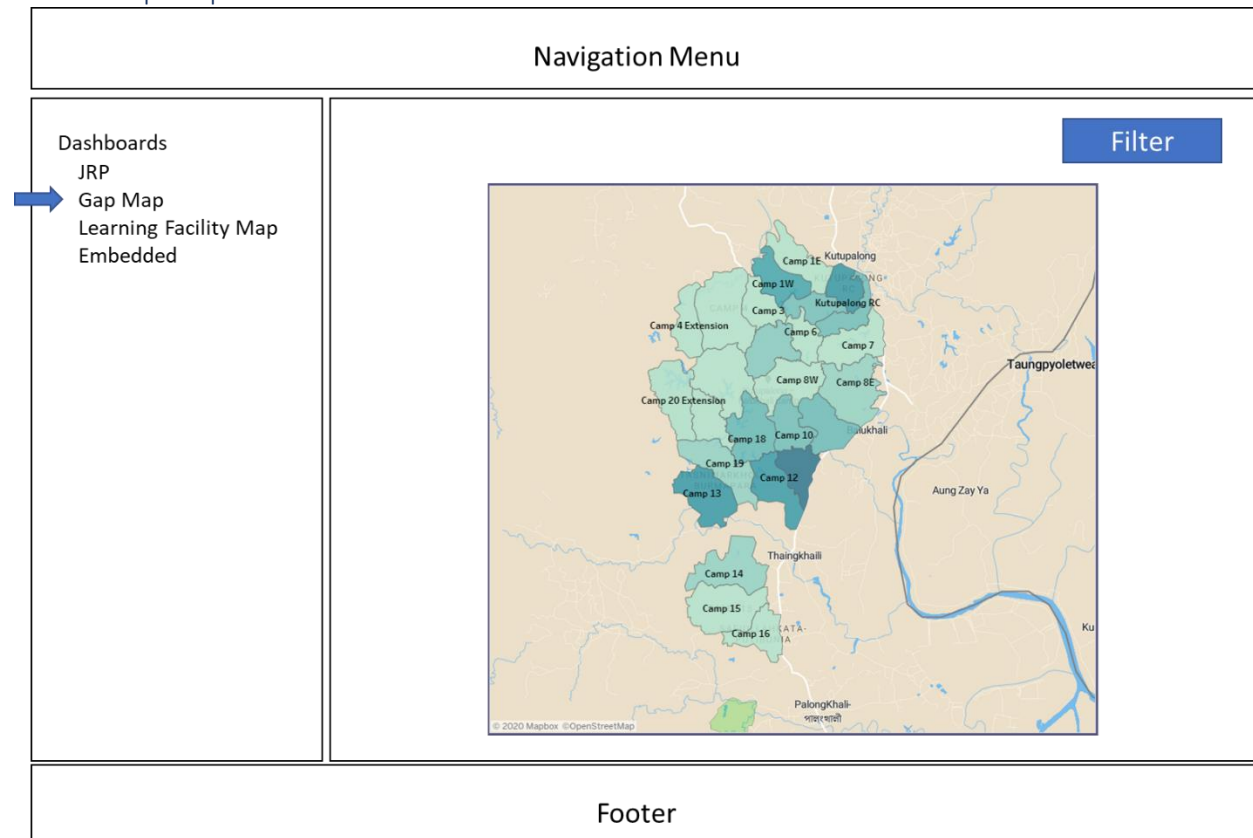 Navigation Menu
Dashboards
JRP
Gap Map
Learning Facility Map
Embedded
Filter
Camp 1E
Kutupalong
Camp 1W
Kutupalong RC
Camp 3
Camp 4 Extension
Camp 6
Camp 7
Taungpyoletwea
Camp 8W
Camp 8E
Camp 20 Extension
Camp 18
Camp 10
Camp 19
Camp 12
Camp 13
Aung Zay Ya
Thaingkhaili
Camp 14
Camp 15
Camp 16
Ku
PalongKhali-
পালংখালী
© 2020 Mapbox ©OpenStreetMap
Footer